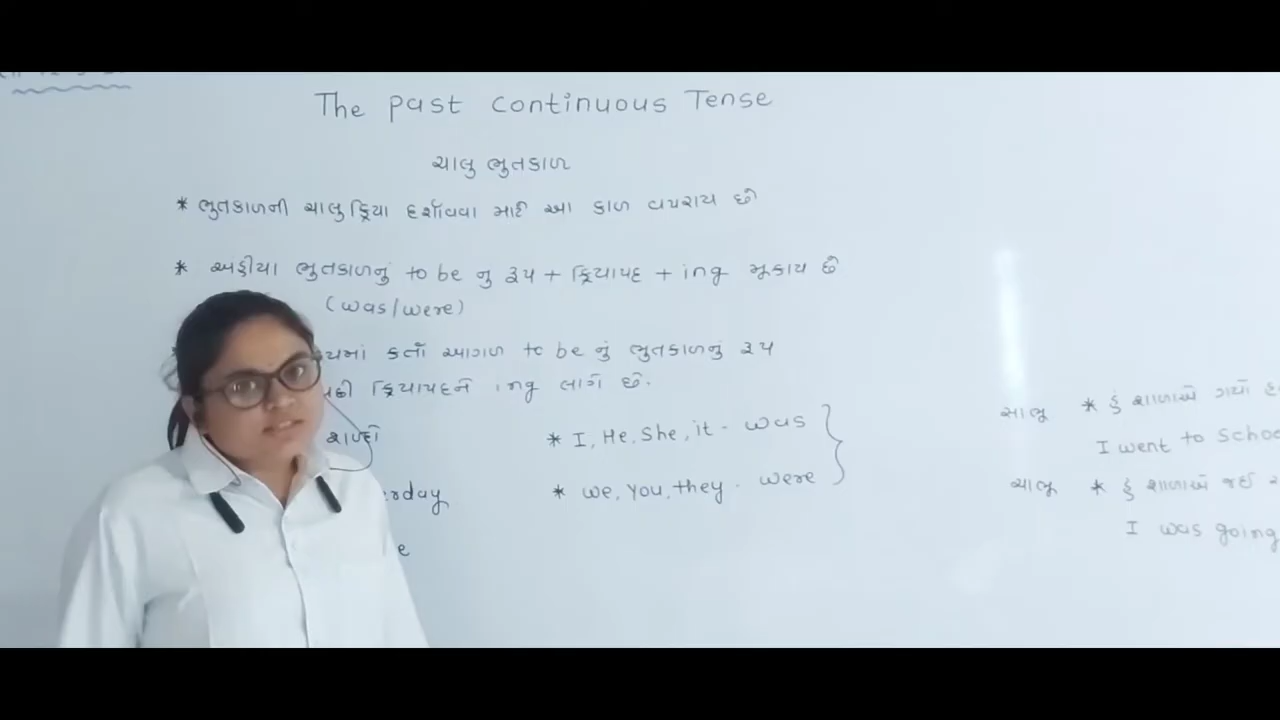 The Past Continuous Tense
ચાલુ ભુતકાળ
* ભુતકાળની ચાલુ ક્રિયા દર્શાવવા માટે આ કાળ વપરાય છે
* અહીયા ભુતકાળનું to be નુ રૂપ + ક્રિયાપદ + ing મૂકાય છે
(was/were)
કર્તા આગળ to be નું ભુતકાળનું રૂપ
ક્રિયાપદને ing લાગે છે.
* I, He, She, it - was
* we, you, they - were
સાદુ * હું શાળાએ ગયો
I went to
ચાલુ * હું શાળાએ જઈ
I was going